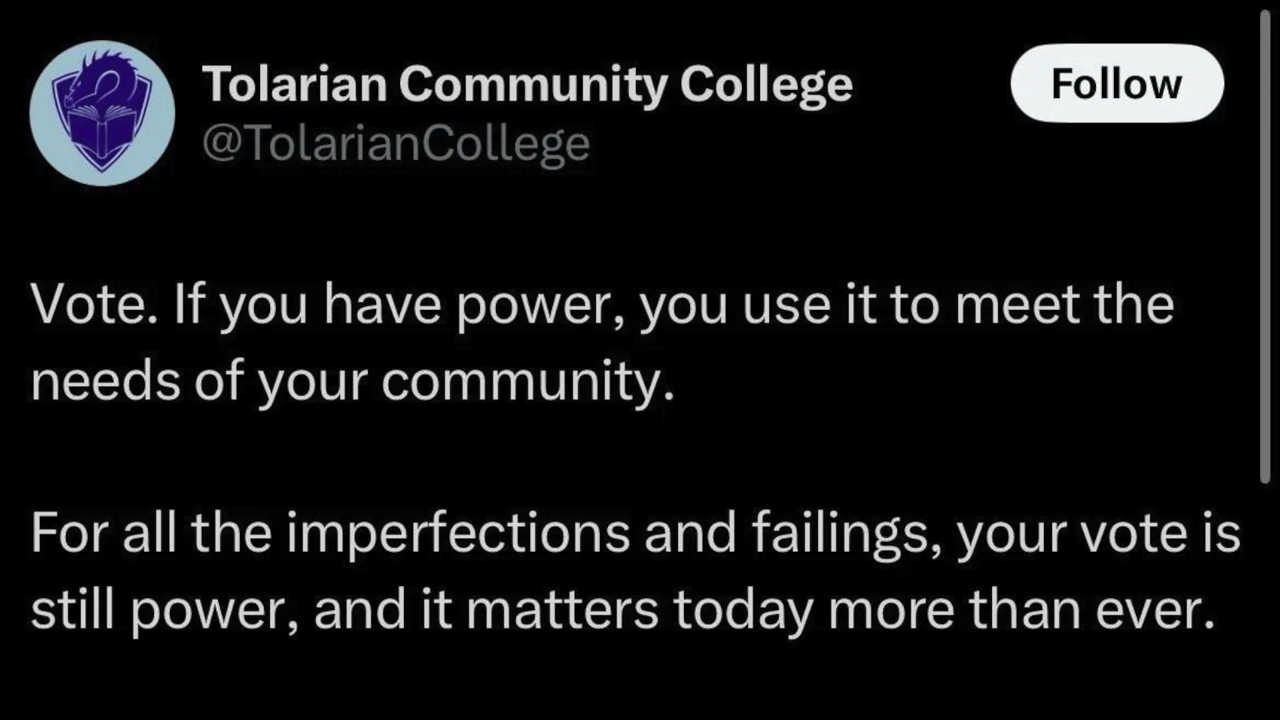 Tolarian Community College
Follow
@TolarianCollege
Vote. If you have power, you use it to meet the
needs of your community.
For all the imperfections and failings, your vote is
still power, and it matters today more than ever.